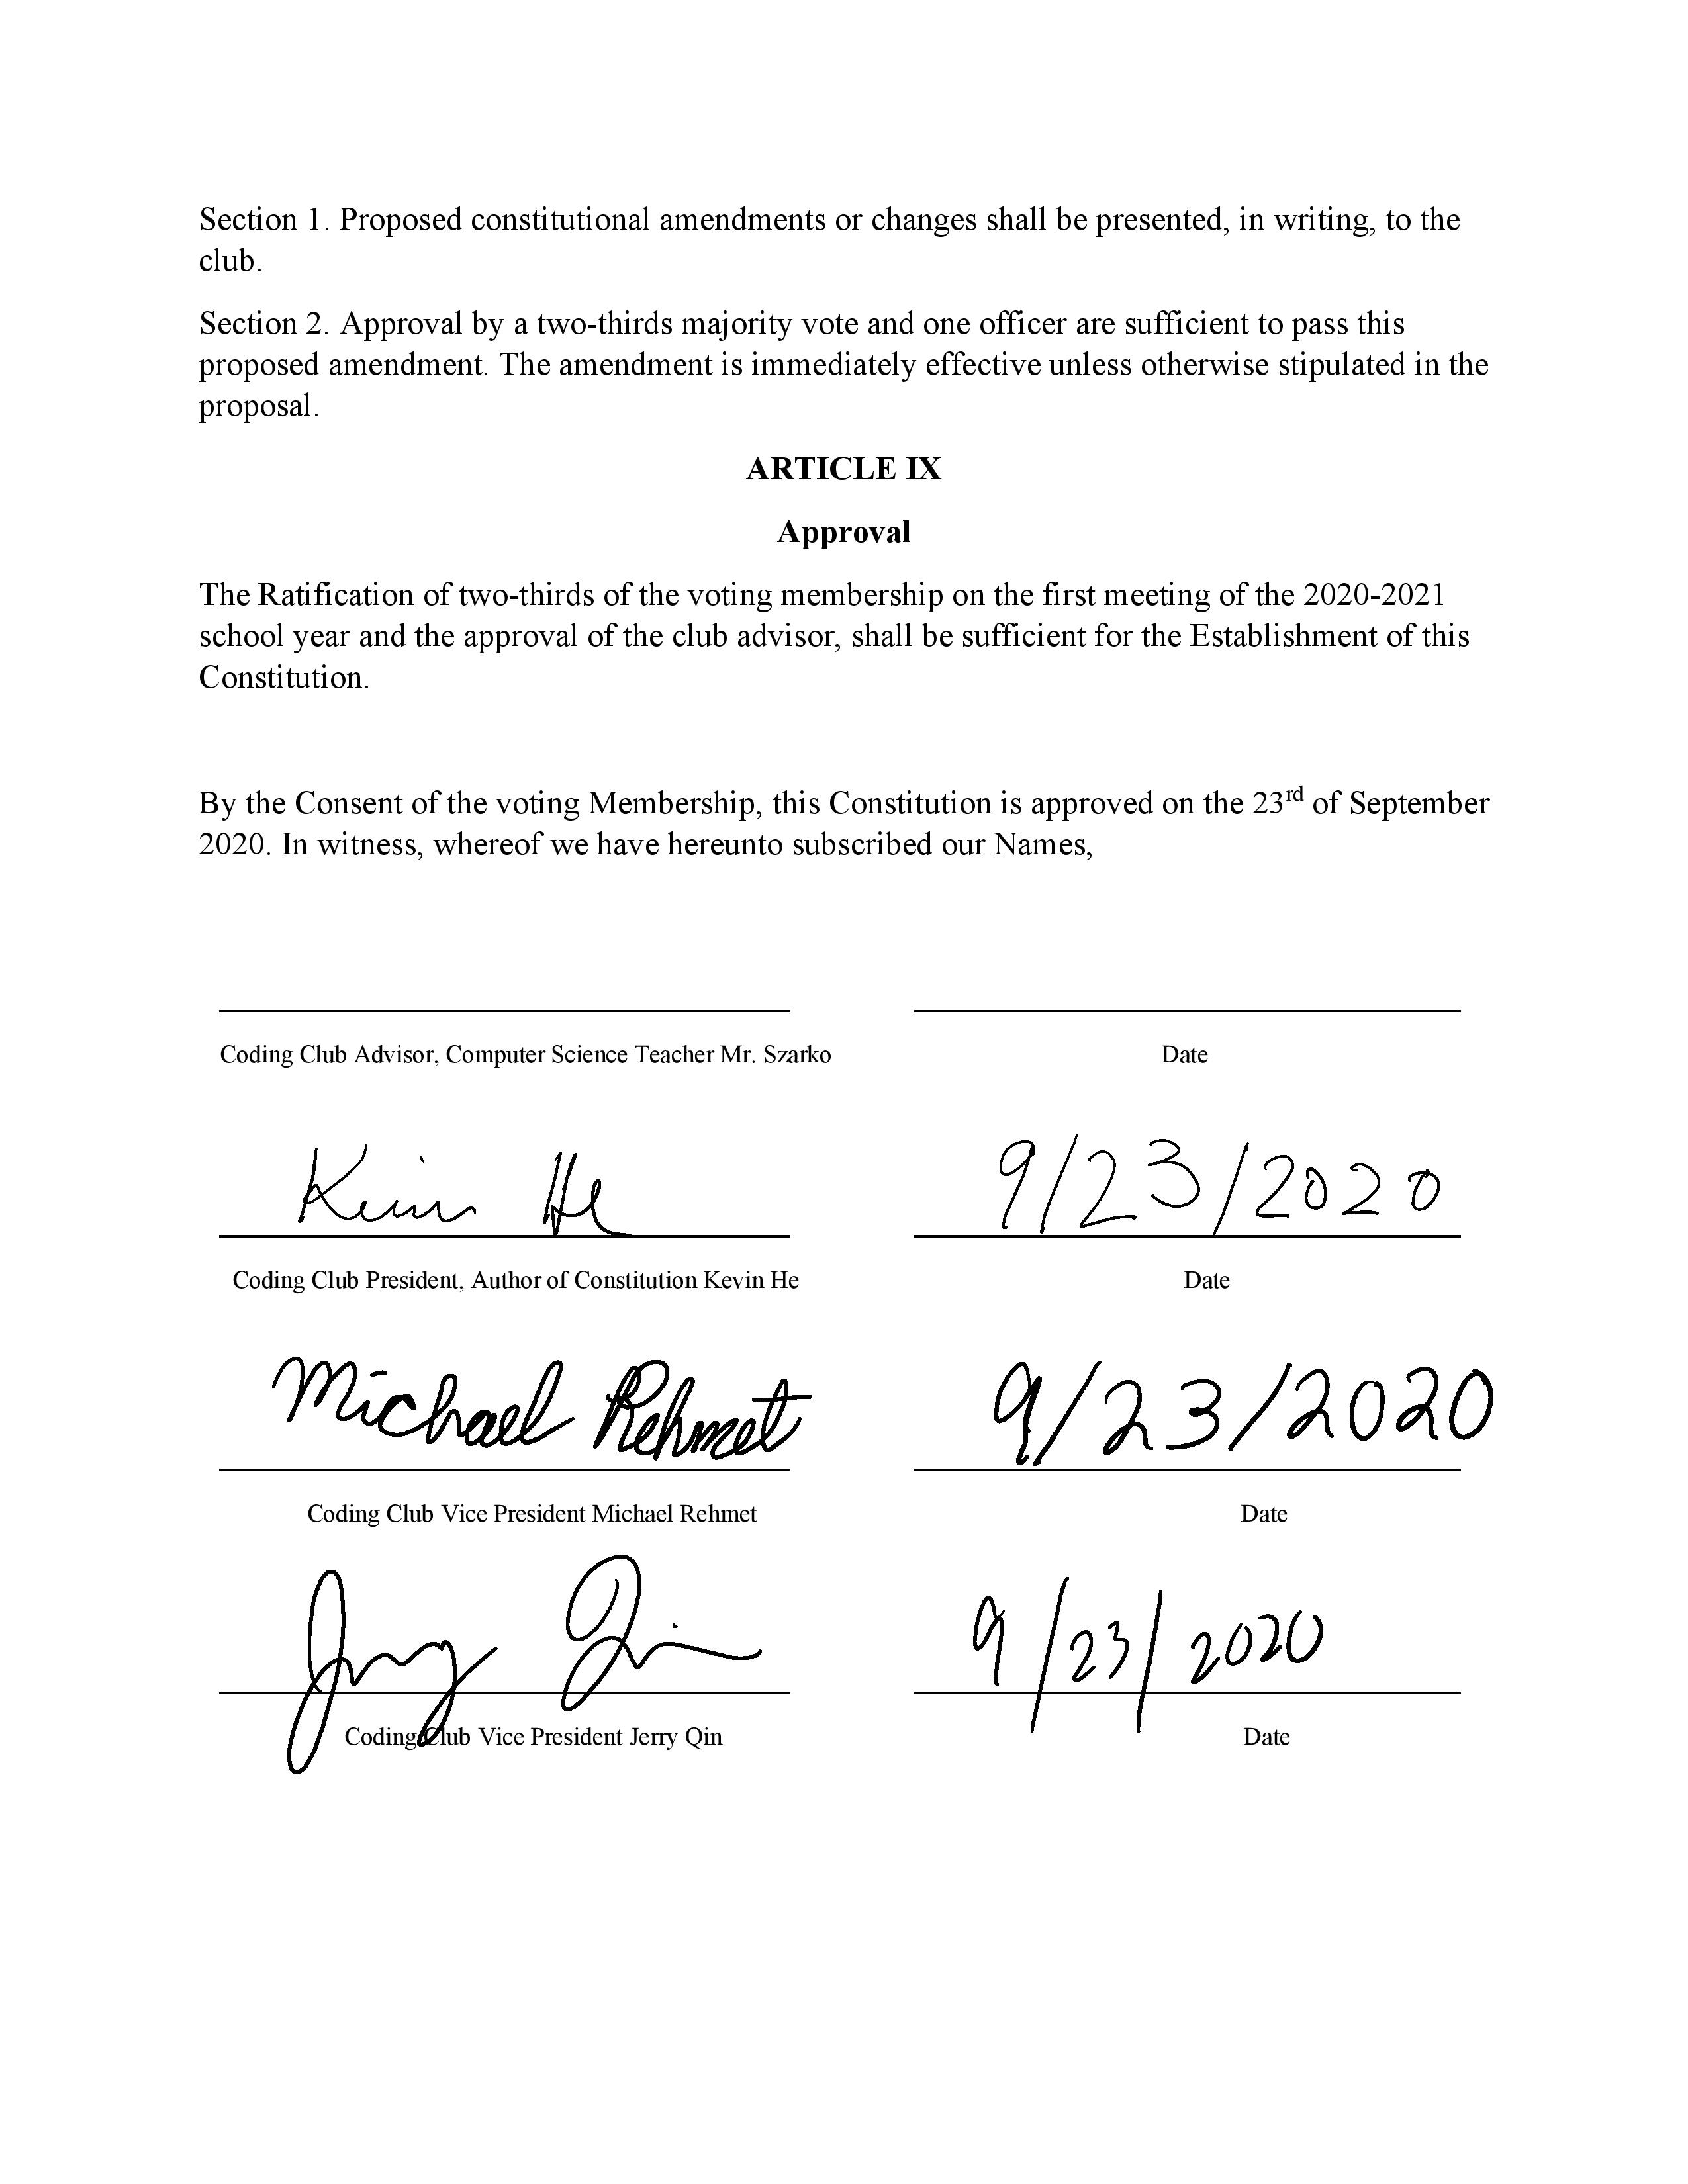 Section 1. Proposed constitutional amendments or changes shall be presented, in writing, to the
club.
Section 2. Approval by a two-thirds majority vote and one officer are sufficient to pass this
proposed amendment. The amendment is immediately effective unless otherwise stipulated in the
proposal.
ARTICLE IX
Approval
The Ratification of two-thirds of the voting membership on the first meeting of the 2020-2021
school year and the approval of the club advisor, shall be sufficient for the Establishment of this
Constitution.
By the Consent of the voting Membership, this Constitution is approved on the 23rd of September
2020. In witness, whereof we have hereunto subscribed our Names,
Coding Club Advisor, Computer Science Teacher Mr. Szarko Date
Kevin He 9/23/2020
Coding Club President, Author of Constitution Kevin He Date
Michael Rehmet 9/23/2020
Coding Club Vice President Michael Rehmet Date
Jerry Qin 9/23/2020
Coding Club Vice President Jerry Qin Date